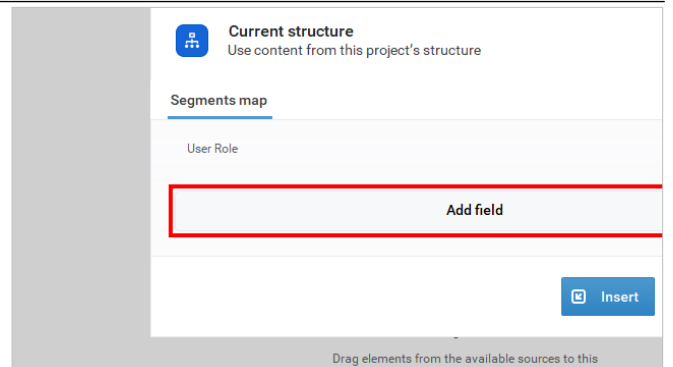 Current structure
Use content from this project's structure
Segments map
User Role
Add field
Insert
Drag elements from the available sources to this